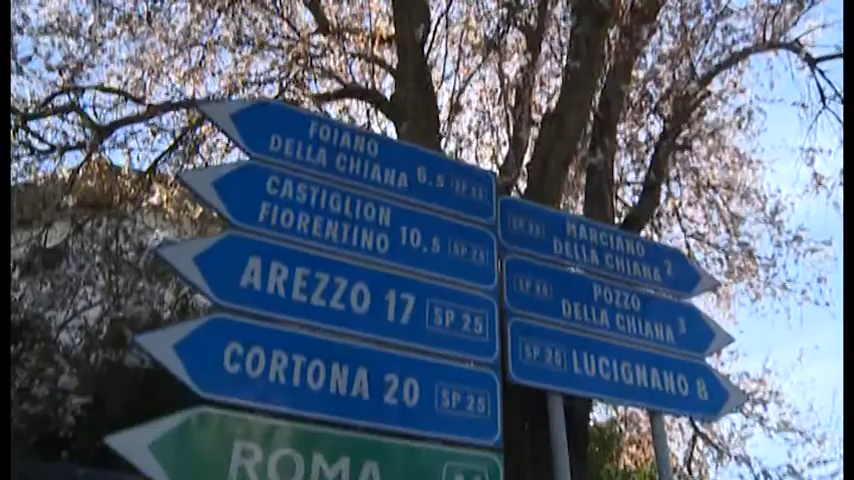 FOIANO
DELLA CHIANA 6.5 SP 25
CASTIGLION
FIORENTINO 10.5 SP 25
AREZZO 17 SP 25
CORTONA 20 SP 25
ROMA
SP 25 MARCIANO
DELLA CHIANA 2
SP 25 POZZO
DELLA CHIANA 3
SP 25 LUCIGNANO 8